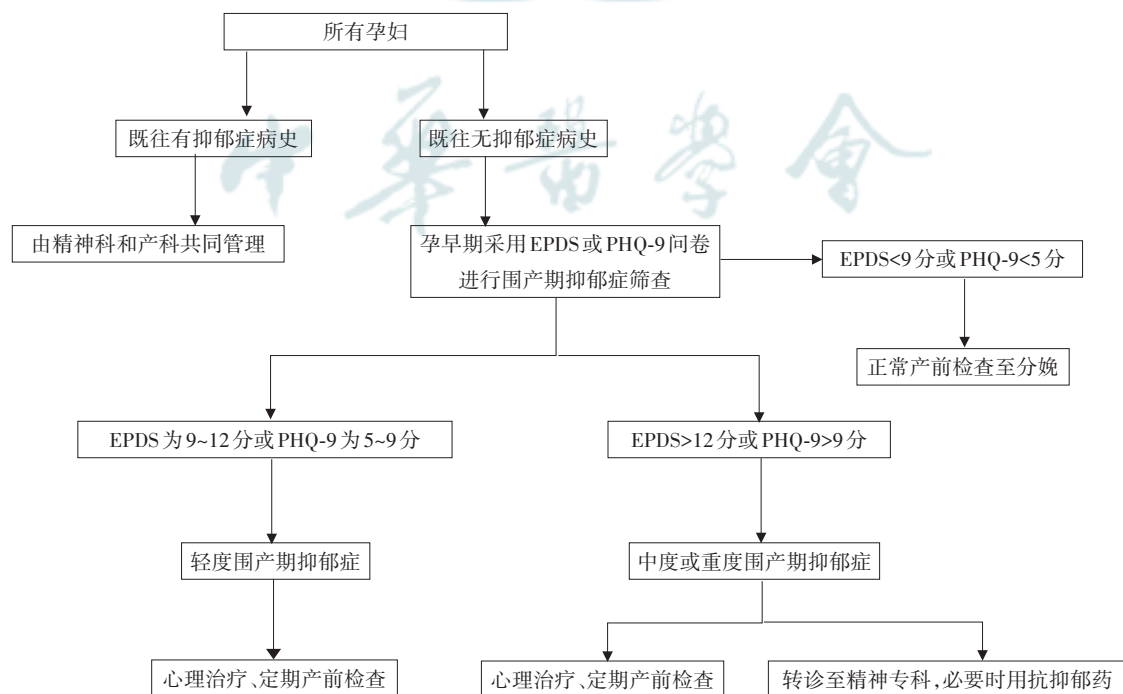 所有孕妇
既往有抑郁症病史
既往无抑郁症病史
由精神科和产科共同管理
孕早期采用EPDS或PHQ-9问卷
进行围产期抑郁症筛查
EPDS<9分或PHQ-9<5分
正常产前检查至分娩
EPDS为9~12分或PHQ-9为5~9分
EPDS>12分或PHQ-9>9分
轻度围产期抑郁症
中度或重度围产期抑郁症
心理治疗、定期产前检查
心理治疗、定期产前检查
转诊至精神专科,必要时用抗抑郁药
中華醫學會